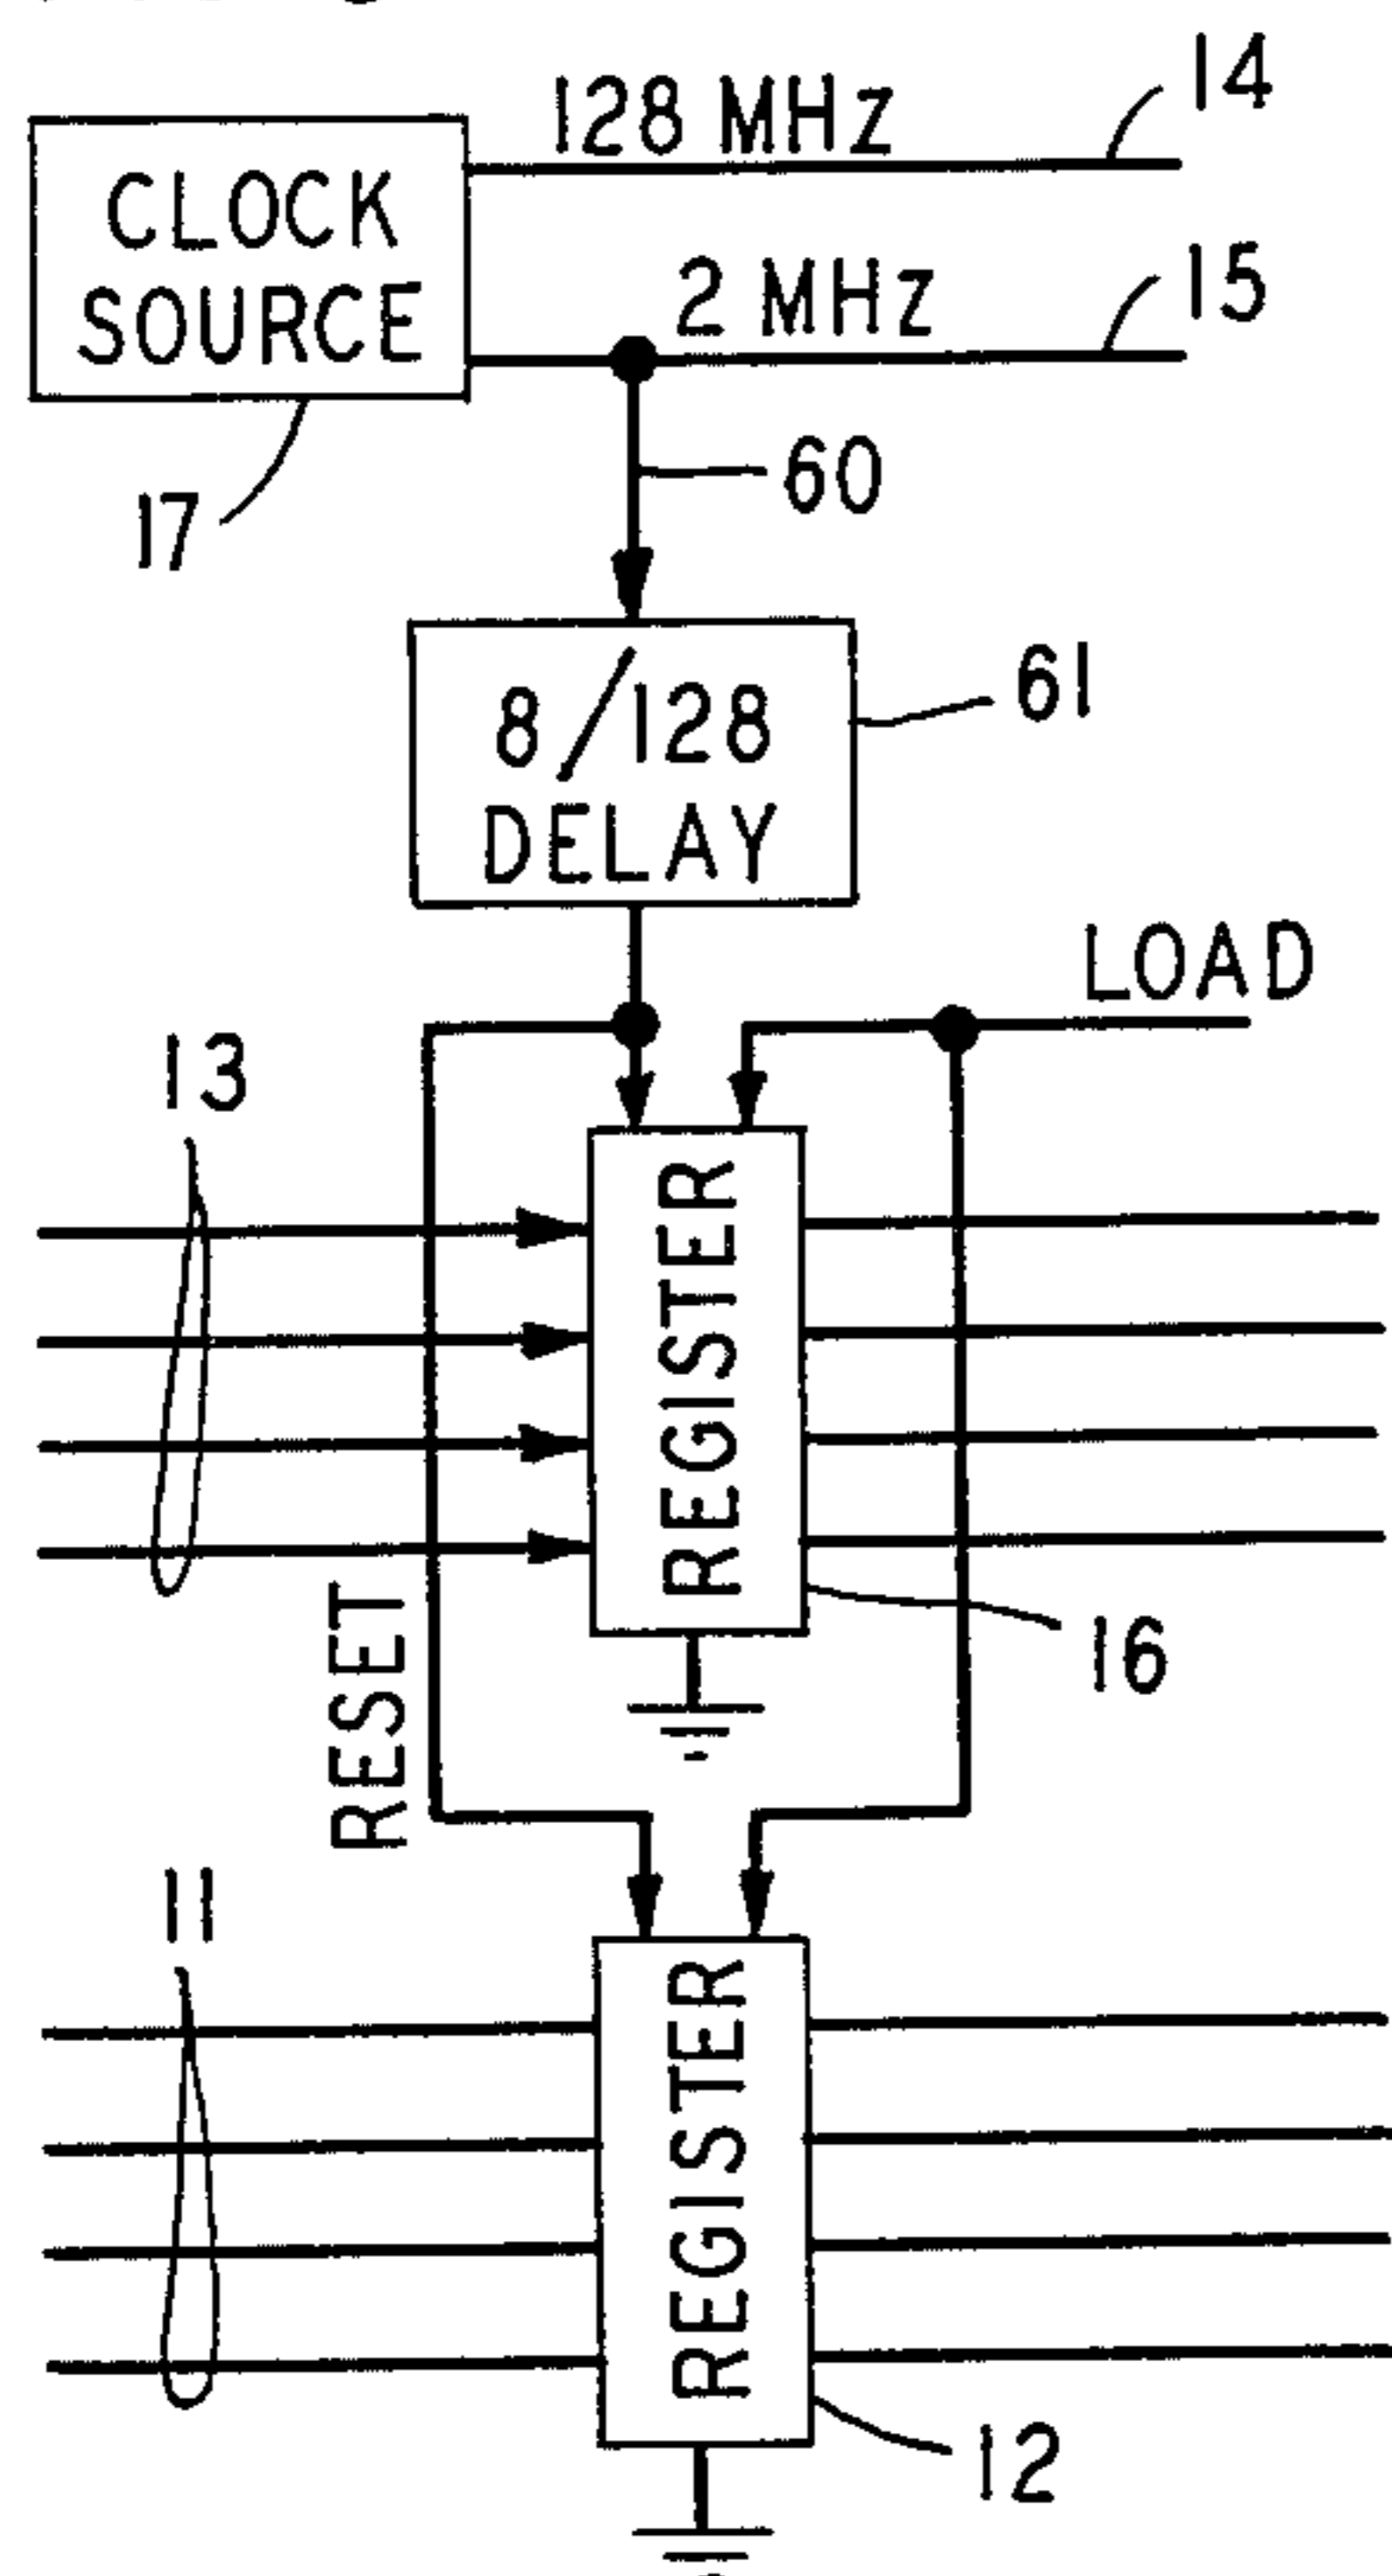 128 MHz
14
CLOCK
SOURCE
2 MHz
15
60
17
8/128
DELAY
61
LOAD
13
REGISTER
16
RESET
11
REGISTER
12